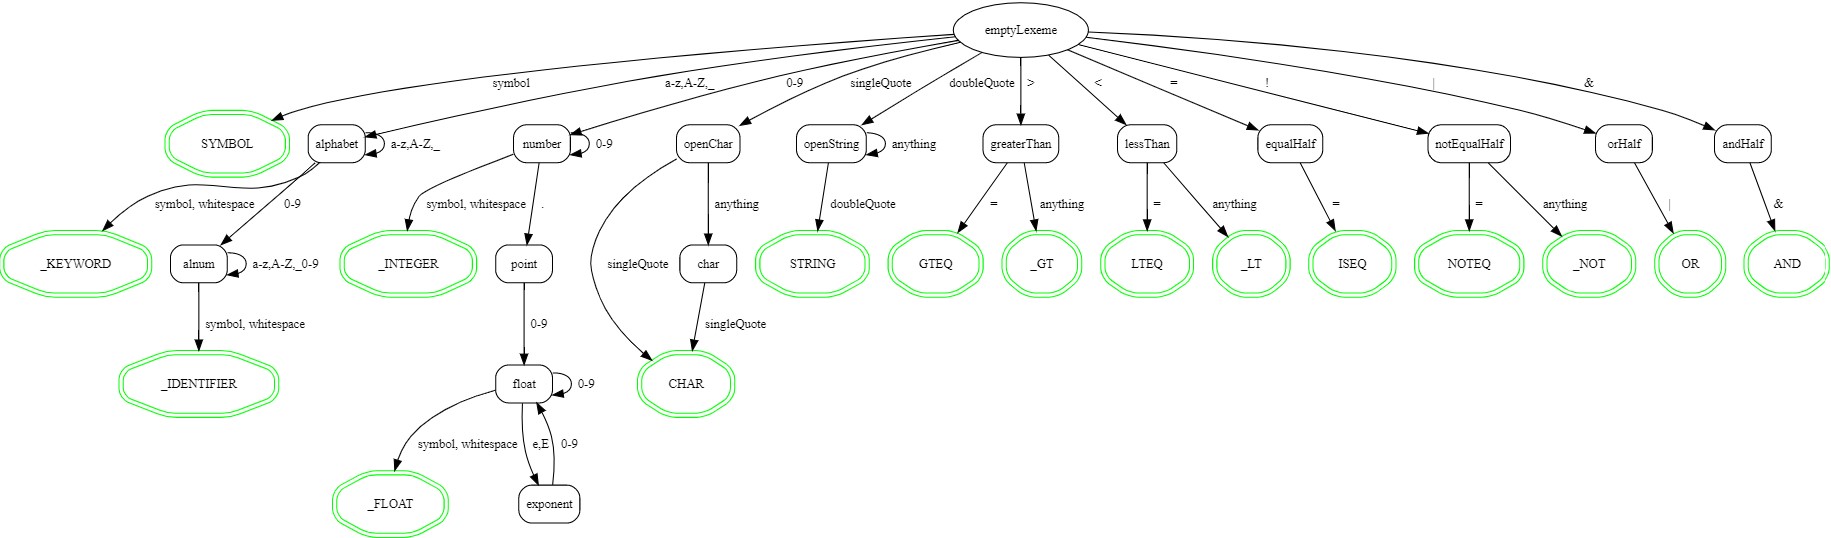 emptyLexeme
symbol
a-z,A-Z,_
0-9
singleQuote
doubleQuote
>
<
=
!
|
&
SYMBOL
alphabet
a-z,A-Z,_
number
0-9
openChar
openString
anything
greaterThan
lessThan
equalHalf
notEqualHalf
orHalf
andHalf
symbol, whitespace
0-9
symbol, whitespace
.
anything
doubleQuote
=
anything
=
anything
=
=
anything
|
&
_KEYWORD
alnum
a-z,A-Z,_0-9
_INTEGER
point
singleQuote
char
STRING
GTEQ
_GT
LTEQ
_LT
ISEQ
NOTEQ
_NOT
OR
AND
symbol, whitespace
0-9
singleQuote
_IDENTIFIER
float
0-9
CHAR
symbol, whitespace
e,E
0-9
_FLOAT
exponent